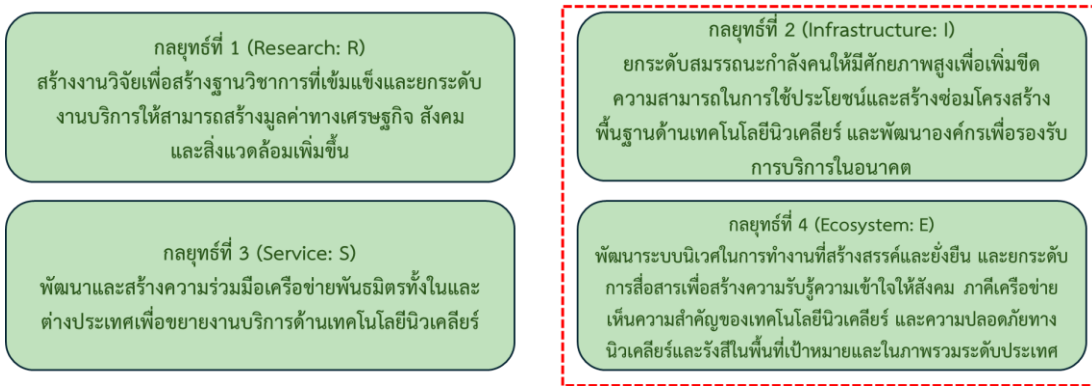 กลยุทธ์ที่ 1 (Research: R)
สร้างงานวิจัยเพื่อสร้างฐานวิชาการที่เข้มแข็งและยกระดับ
งานบริการให้สามารถสร้างมูลค่าทางเศรษฐกิจ สังคม
และสิ่งแวดล้อมเพิ่มขึ้น
กลยุทธ์ที่ 2 (Infrastructure: I)
ยกระดับสมรรถนะกำลังคนให้มีศักยภาพสูงเพื่อเพิ่มขีด
ความสามารถในการใช้ประโยชน์และสร้างซ่อมโครงสร้าง
พื้นฐานด้านเทคโนโลยีนิวเคลียร์ และพัฒนาองค์กรเพื่อรองรับ
การบริการในอนาคต
กลยุทธ์ที่ 3 (Service: S)
พัฒนาและสร้างความร่วมมือเครือข่ายพันธมิตรทั้งในและ
ต่างประเทศเพื่อขยายงานบริการด้านเทคโนโลยีนิวเคลียร์
กลยุทธ์ที่ 4 (Ecosystem: E)
พัฒนาระบบนิเวศในการทำงานที่สร้างสรรค์และยั่งยืน และยกระดับ
การสื่อสารเพื่อสร้างความรับรู้ความเข้าใจให้สังคม ภาคีเครือข่าย
เห็นความสำคัญของเทคโนโลยีนิวเคลียร์ และความปลอดภัยทาง
นิวเคลียร์และรังสีในพื้นที่เป้าหมายและในภาพรวมระดับประเทศ